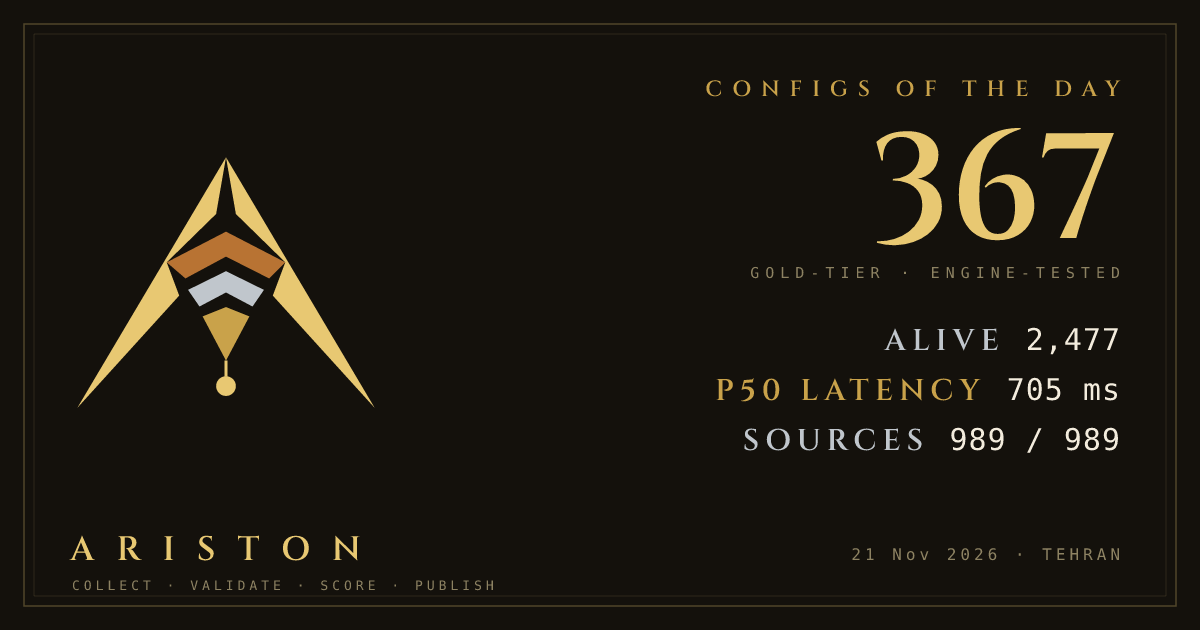 CONFIGS OF THE DAY
367
GOLD-TIER · ENGINE-TESTED
ALIVE 2,477
P50 LATENCY 705 ms
SOURCES 989 / 989
ARISTON
COLLECT · VALIDATE · SCORE · PUBLISH
21 Nov 2026 · TEHRAN